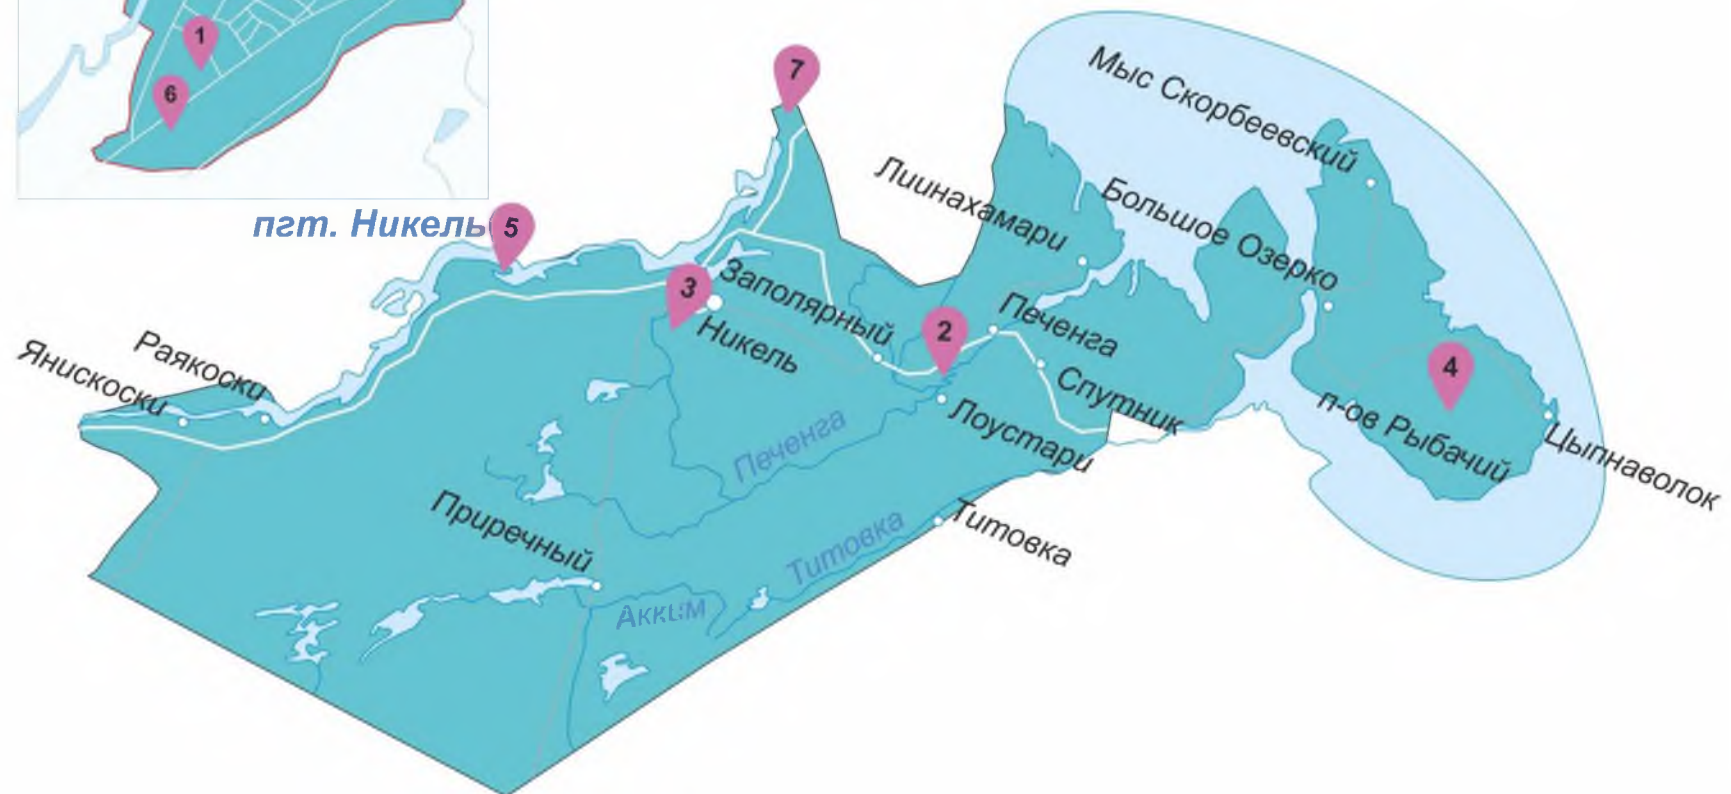 1
6
пгт. Никель
5
7
Мыс Скорбеевский
Лиинахамари
Большое Озерко
3
Заполярный
Никель
2
Печенга
Спутник
Лоустари
4
п-ов Рыбачий
Цыпнаволок
Раякоски
Янискоски
Печенга
Приречный
Титовка
Титовка
Акким